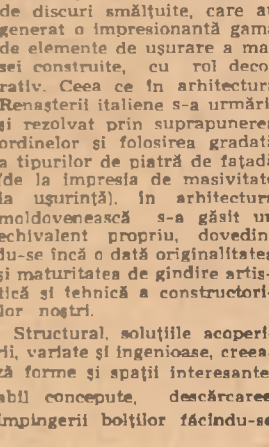 de discuri smălțuite, care au
generat o impresionantă gamă
de elemente de ușurare a ma-
sei construite, cu rol deco-
rativ. Ceea ce în arhitectura
Renașterii italiene s-a urmărit
și rezolvat prin suprapunerea
ordinelor și folosirea gradată
a tipurilor de piatră de fațadă
(de la impresia de masivitate
la ușurință). în arhitectura
moldovenească s-a găsit un
echivalent propriu, dovedin-
du-se încă o dată originalitatea
și maturitatea de gîndire artis-
tică și tehnică a constructori-
lor noștri.
Structural, soluțiile acoperi-
rii, variate și ingenioase, creea-
ză forme și spații interesante,
abil concepute, descărcarea
împingerii bolților făcîndu-se